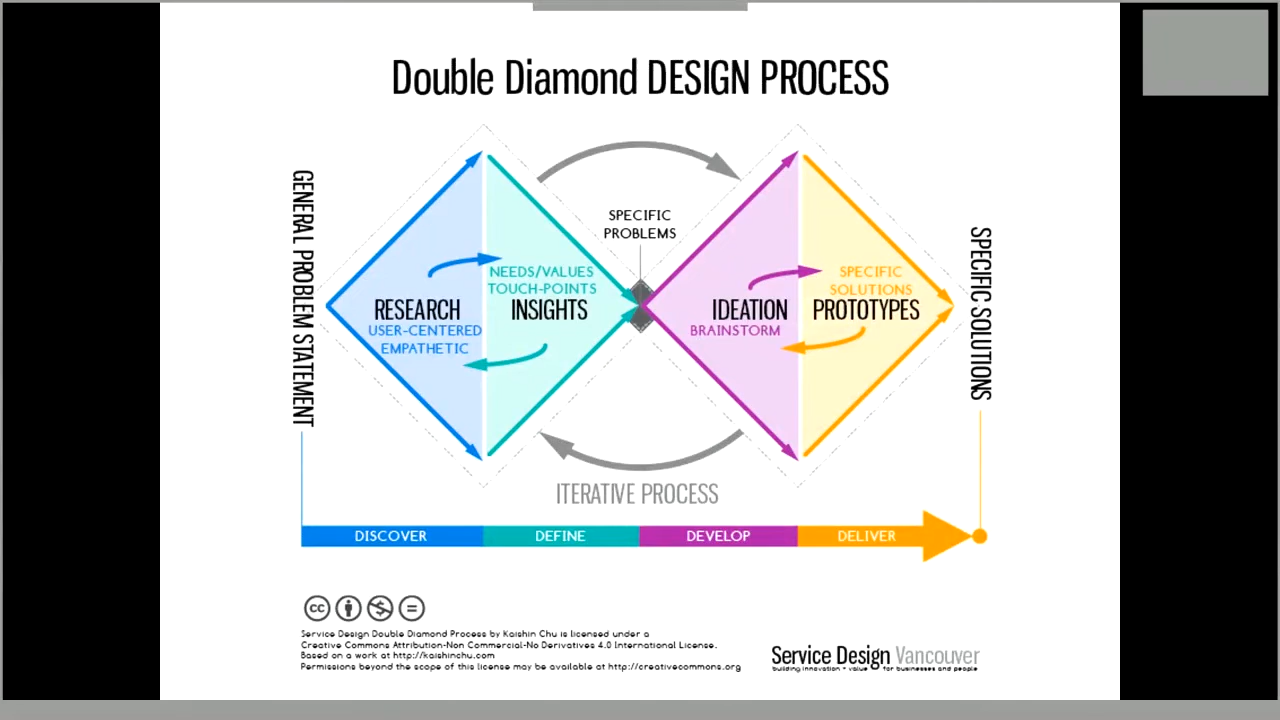 Double Diamond DESIGN PROCESS
GENERAL PROBLEM STATEMENT
SPECIFIC
PROBLEMS
SPECIFIC SOLUTIONS
NEEDS/VALUES
TOUCH-POINTS
RESEARCH
INSIGHTS
USER-CENTERED
EMPATHETIC
SPECIFIC
SOLUTIONS
IDEATION
PROTOTYPES
BRAINSTORM
ITERATIVE PROCESS
DISCOVER
DEFINE
DEVELOP
DELIVER
cc
Service Design Double Diamond Process by Kaishin Chu is licensed under a
Creative Commons Attribution-Non Commercial-No Derivatives 4.0 International License.
Based on a work at http://kaishinchu.com
Permissions beyond the scope of this license may be available at http://creativecommons.org
Service Design Vancouver
building innovation + value for businesses and people